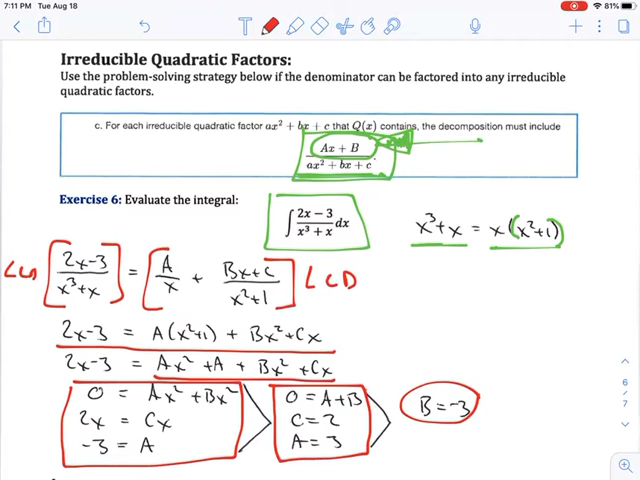 7:11 PM Tue Aug 18
81%
Irreducible Quadratic Factors:
Use the problem-solving strategy below if the denominator can be factored into any irreducible
quadratic factors.
c. For each irreducible quadratic factor ax² + bx + c that Q(x) contains, the decomposition must include
Ax + B
ax² + bx + c
Exercise 6: Evaluate the integral:
∫ (2x − 3)/(x³ + x) dx
x³+x = x(x²+1)
LCD [ (2x-3)/(x³+x) ] = [ A/x + (Bx+C)/(x²+1) ] LCD
2x-3 = A(x²+1) + Bx²+Cx
2x-3 = Ax² +A + Bx² +Cx
0 = Ax² +Bx²
2x = Cx
-3 = A
0 = A+B
C = 2
A = 3
B = -3
6
7